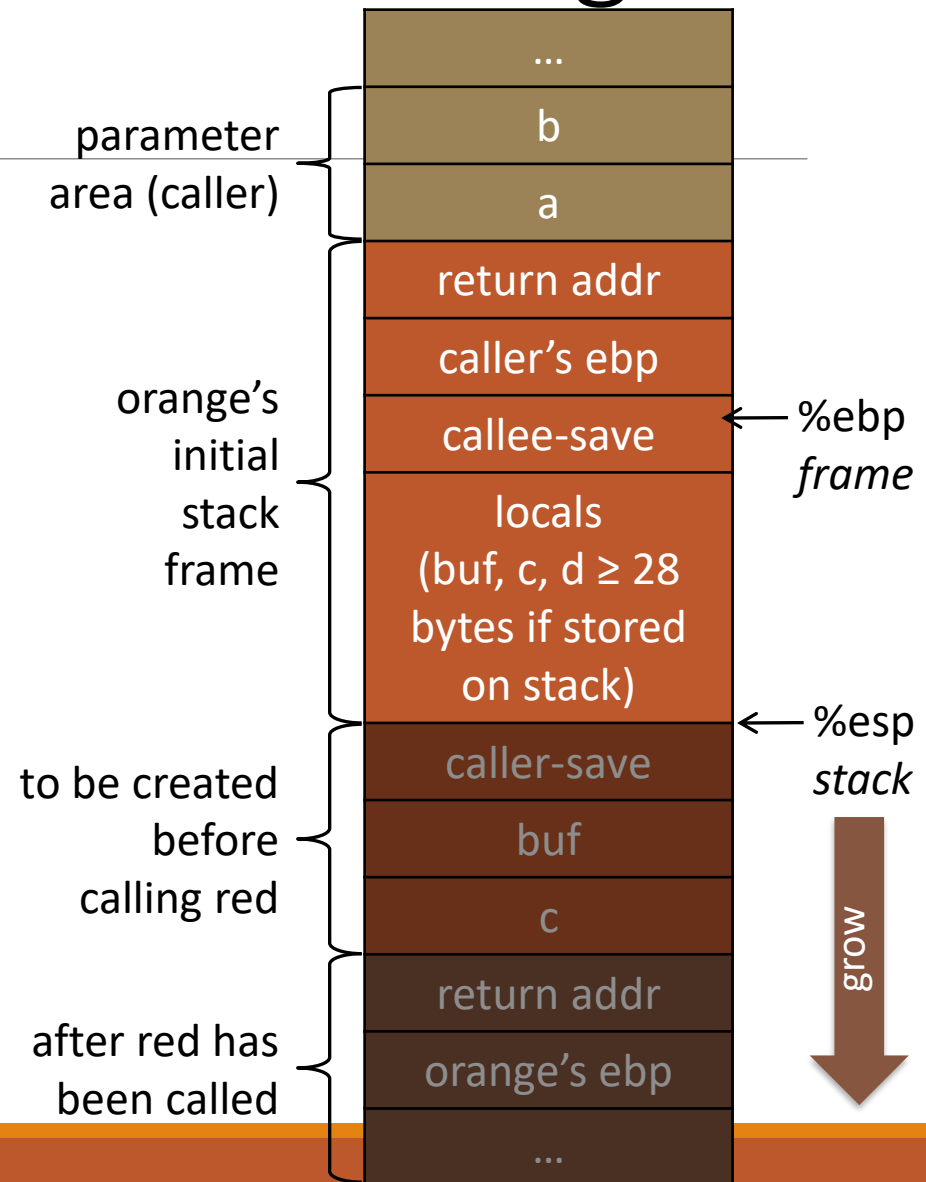 …
parameter
area (caller)
b
a
orange’s
initial
stack
frame
return addr
caller’s ebp
callee-save
%ebp
frame
locals
(buf, c, d ≥ 28
bytes if stored
on stack)
%esp
stack
to be created
before
calling red
caller-save
buf
c
grow
after red has
been called
return addr
orange’s ebp
…